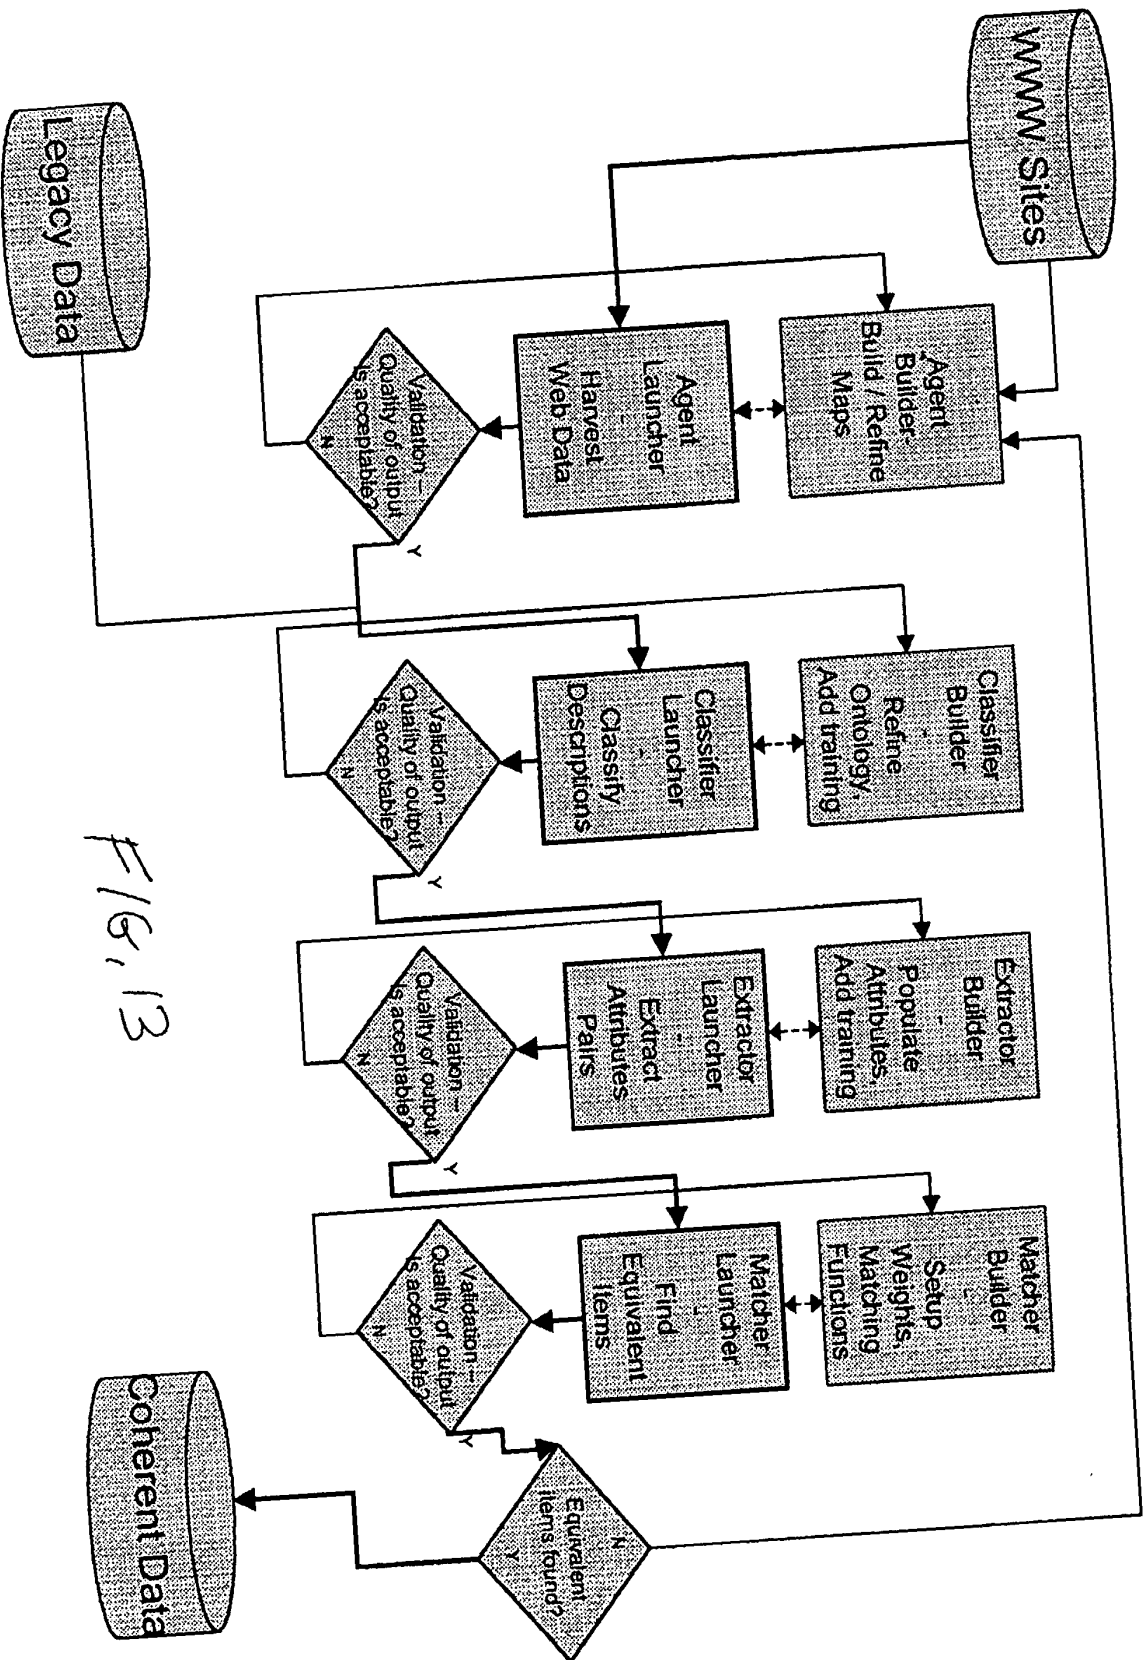 WWW Sites
Agent
Builder-
Build / Refine
Maps
Classifier
Builder
-
Refine
Ontology,
Add training
Extractor
Builder
-
Populate
Attributes,
Add training
Matcher
Builder
-
Setup
Weights,
Matching
Functions
Agent
Launcher
-
Harvest
Web Data
Classifier
Launcher
-
Classify
Descriptions
Extractor
Launcher
-
Extract
Attributes
Pairs
Matcher
Launcher
-
Find
Equivalent
Items
N
Equivalent
items found?
Y
Validation –
Quality of output
is acceptable?
N
Y
Validation –
Quality of output
is acceptable?
N
Y
Validation –
Quality of output
is acceptable?
N
Y
Validation –
Quality of output
is acceptable?
N
Y
Legacy Data
Coherent Data
FIG. 13